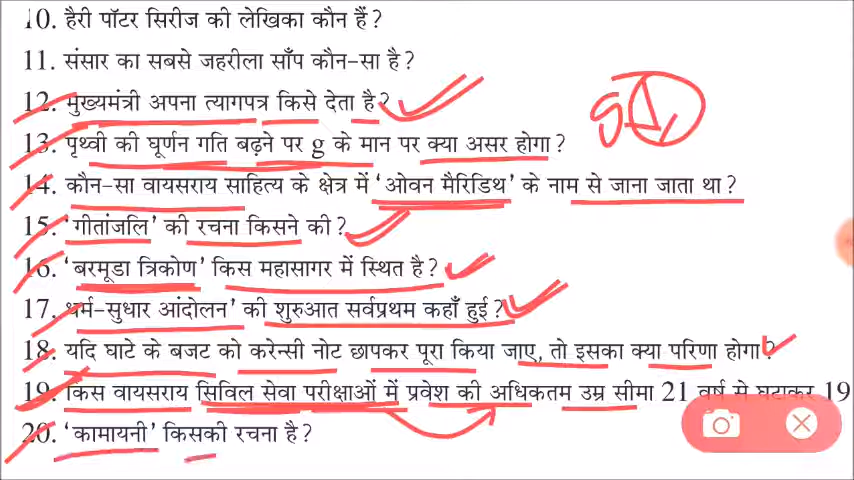 10. हैरी पॉटर सिरीज की लेखिका कौन हैं?
11. संसार का सबसे जहरीला साँप कौन-सा है?
12. मुख्यमंत्री अपना त्यागपत्र किसे देता है?
13. पृथ्वी की घूर्णन गति बढ़ने पर g के मान पर क्या असर होगा?
14. कौन-सा वायसराय साहित्य के क्षेत्र में ‘ओवन मैरिडिथ’ के नाम से जाना जाता था?
15. ‘गीतांजलि’ की रचना किसने की?
16. ‘बरमूडा त्रिकोण’ किस महासागर में स्थित है?
17. धर्म-सुधार आंदोलन’ की शुरुआत सर्वप्रथम कहाँ हुई?
18. यदि घाटे के बजट को करेन्सी नोट छापकर पूरा किया जाए, तो इसका क्या परिणा होगा?
19. किस वायसराय सिविल सेवा परीक्षाओं में प्रवेश की अधिकतम उम्र सीमा 21 वर्ष से घटाकर 19
20. ‘कामायनी’ किसकी रचना है?